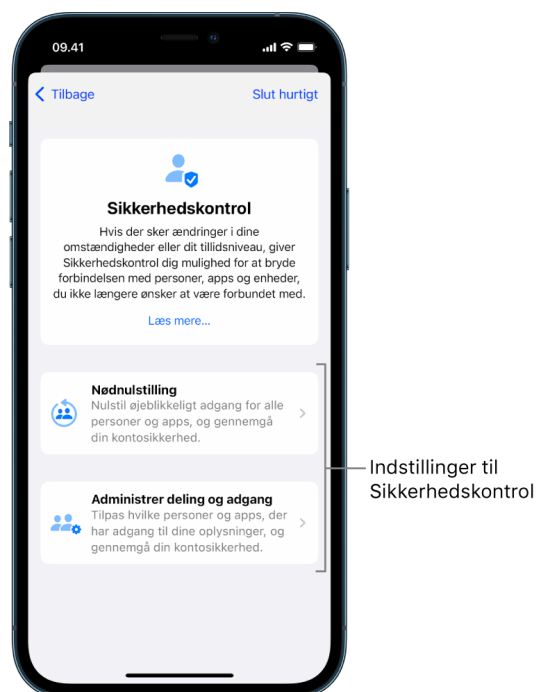 09.41
Tilbage
Slut hurtigt
Sikkerhedskontrol
Hvis der sker ændringer i dine
omstændigheder eller dit tillidsniveau, giver
Sikkerhedskontrol dig mulighed for at bryde
forbindelsen med personer, apps og enheder,
du ikke længere ønsker at være forbundet med.
Læs mere...
Nødnulstilling
Nulstil øjeblikkeligt adgang for alle
personer og apps, og gennemgå
din kontosikkerhed.
Administrer deling og adgang
Tilpas hvilke personer og apps, der
har adgang til dine oplysninger, og
gennemgå din kontosikkerhed.
Indstillinger til
Sikkerhedskontrol